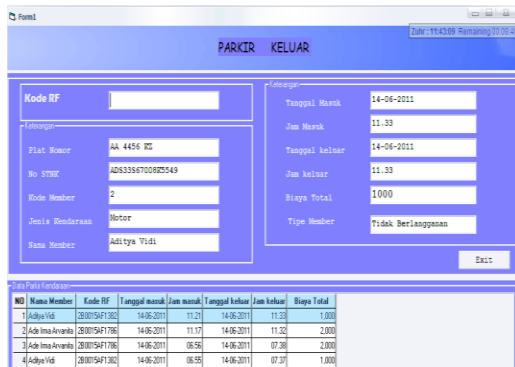 Form1
Zuhr : 11:43:09 Remaining 00:09:4
PARKIR KELUAR
Kode RF
Keterangan
Plat Nomor AA 4456 KZ
No STNK
Kode Member 2
Jenis Kendaraan Motor
Nama Member Aditya Vidi
Keterangan
Tanggal Masuk 14-06-2011
Jam Masuk 11.33
Tanggal keluar 14-06-2011
Jam keluar 11.33
Biaya Total 1000
Tipe Member Tidak Berlangganan
Exit
Data Parkir Kendaraan
NO Nama Member Kode RF Tanggal masuk Jam masuk Tanggal keluar Jam keluar Biaya Total
1 Aditya Vidi 2B0015AF1382 14-06-2011 11.21 14-06-2011 11.33 1,000
2 Ade Irma Arvanita 2B0015AF1786 14-06-2011 11.17 14-06-2011 11.32 2,000
3 Ade Irma Arvanita 2B0015AF1786 14-06-2011 06.56 14-06-2011 07.38 2,000
4 Aditya Vidi 2B0015AF1382 14-06-2011 06.55 14-06-2011 07.37 1,000